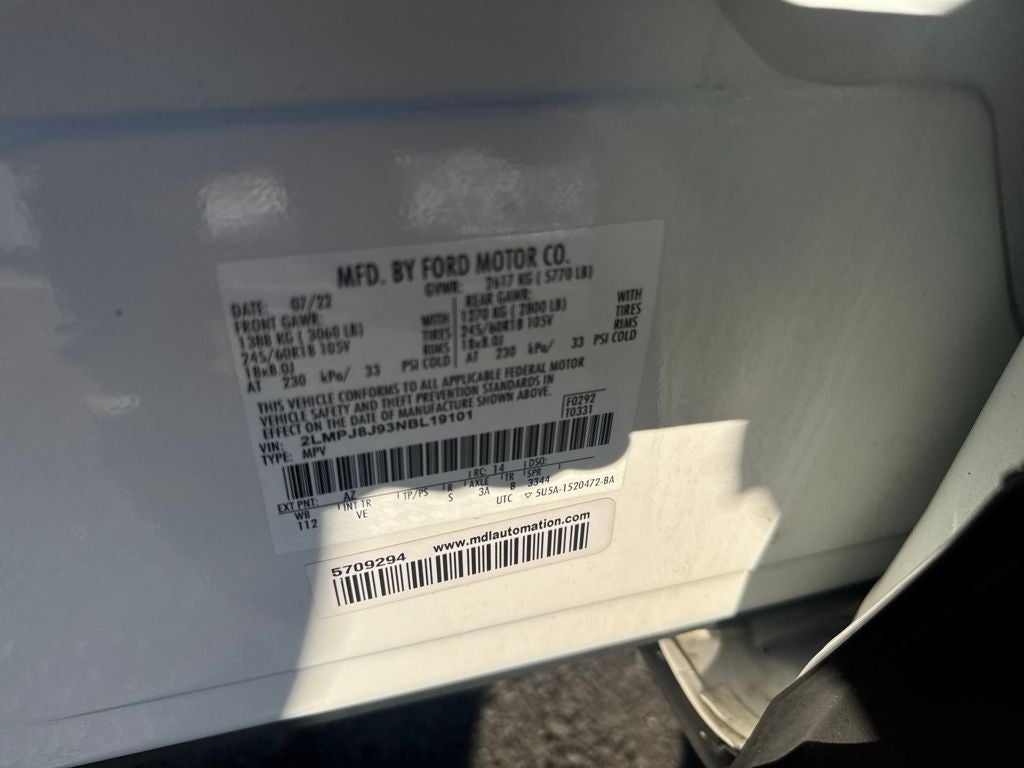 MFD. BY FORD MOTOR CO.
DATE: 07/22 GVWR: 2617 KG ( 5770 LB)
FRONT GAWR: REAR GAWR:
1388 KG ( 3060 LB) WITH 1270 KG ( 2800 LB) WITH
245/60R18 105V TIRES 245/60R18 105V TIRES
18x8.0J RIMS 18x8.0J RIMS
AT 230 kPa/ 33 PSI COLD AT 230 kPa/ 33 PSI COLD
THIS VEHICLE CONFORMS TO ALL APPLICABLE FEDERAL MOTOR
VEHICLE SAFETY AND THEFT PREVENTION STANDARDS IN
EFFECT ON THE DATE OF MANUFACTURE SHOWN ABOVE.
F0292
VIN: 2LMPJ8J93NBL19101
T0331
TYPE: MPV
EXT PNT: AZ RC: 14 DSO:
WB INT TR TP/PS R AXLE TR SPR
112 VE S 3A 8 3344
UTC ▽ 5U5A-1520472-BA
5709294 www.mdlautomation.com